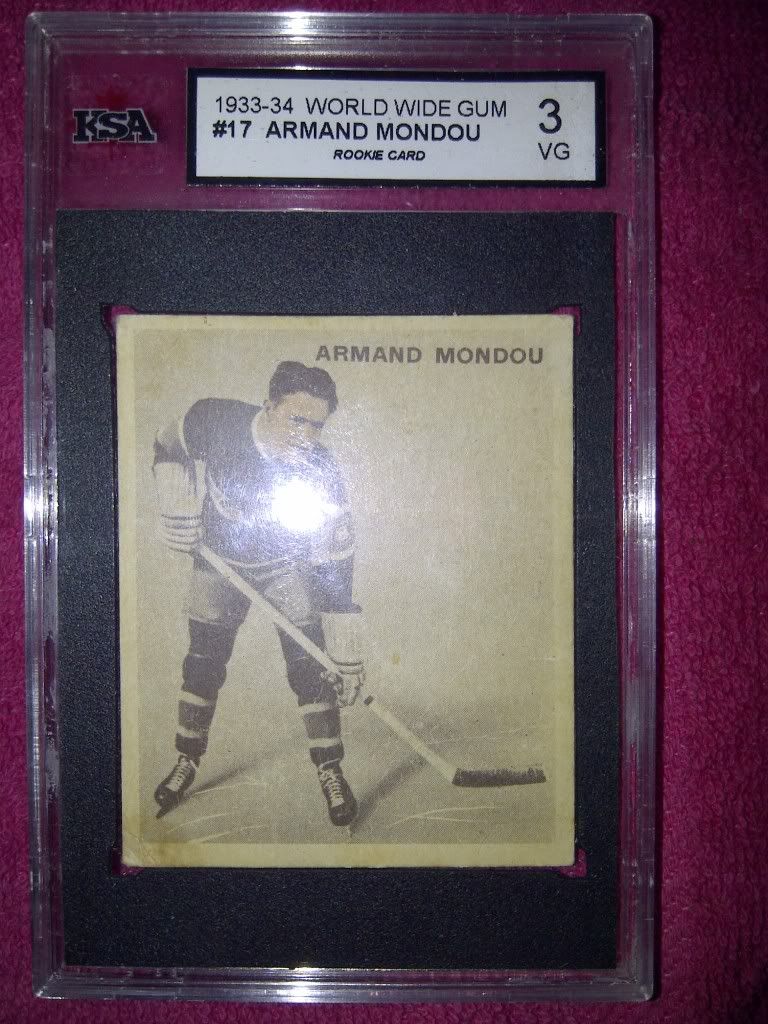 KSA
1933-34 WORLD WIDE GUM
#17 ARMAND MONDOU
ROOKIE CARD
3
VG
ARMAND MONDOU